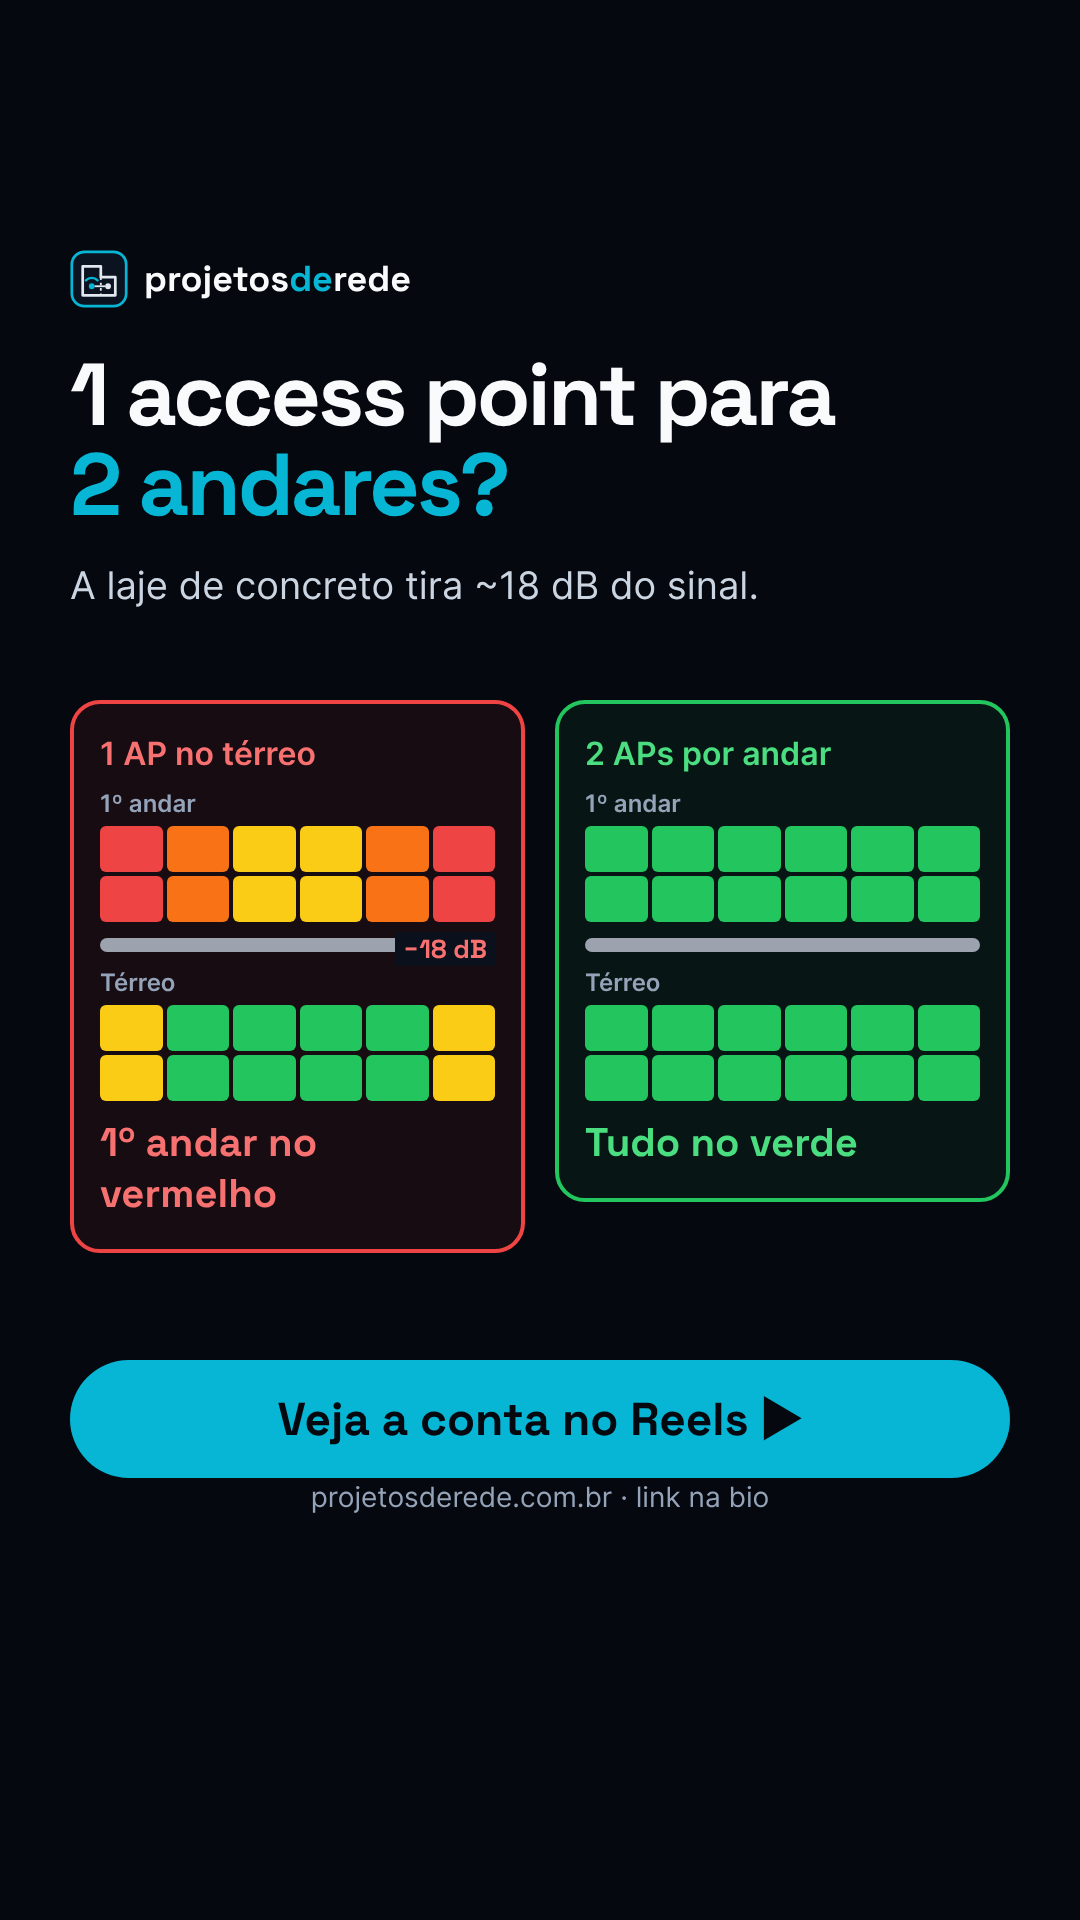 projetosderede
1 access point para
2 andares?
A laje de concreto tira ~18 dB do sinal.
1 AP no térreo
1º andar
−18 dB
Térreo
1º andar no
vermelho
2 APs por andar
1º andar
Térreo
Tudo no verde
Veja a conta no Reels ▶
projetosderede.com.br · link na bio